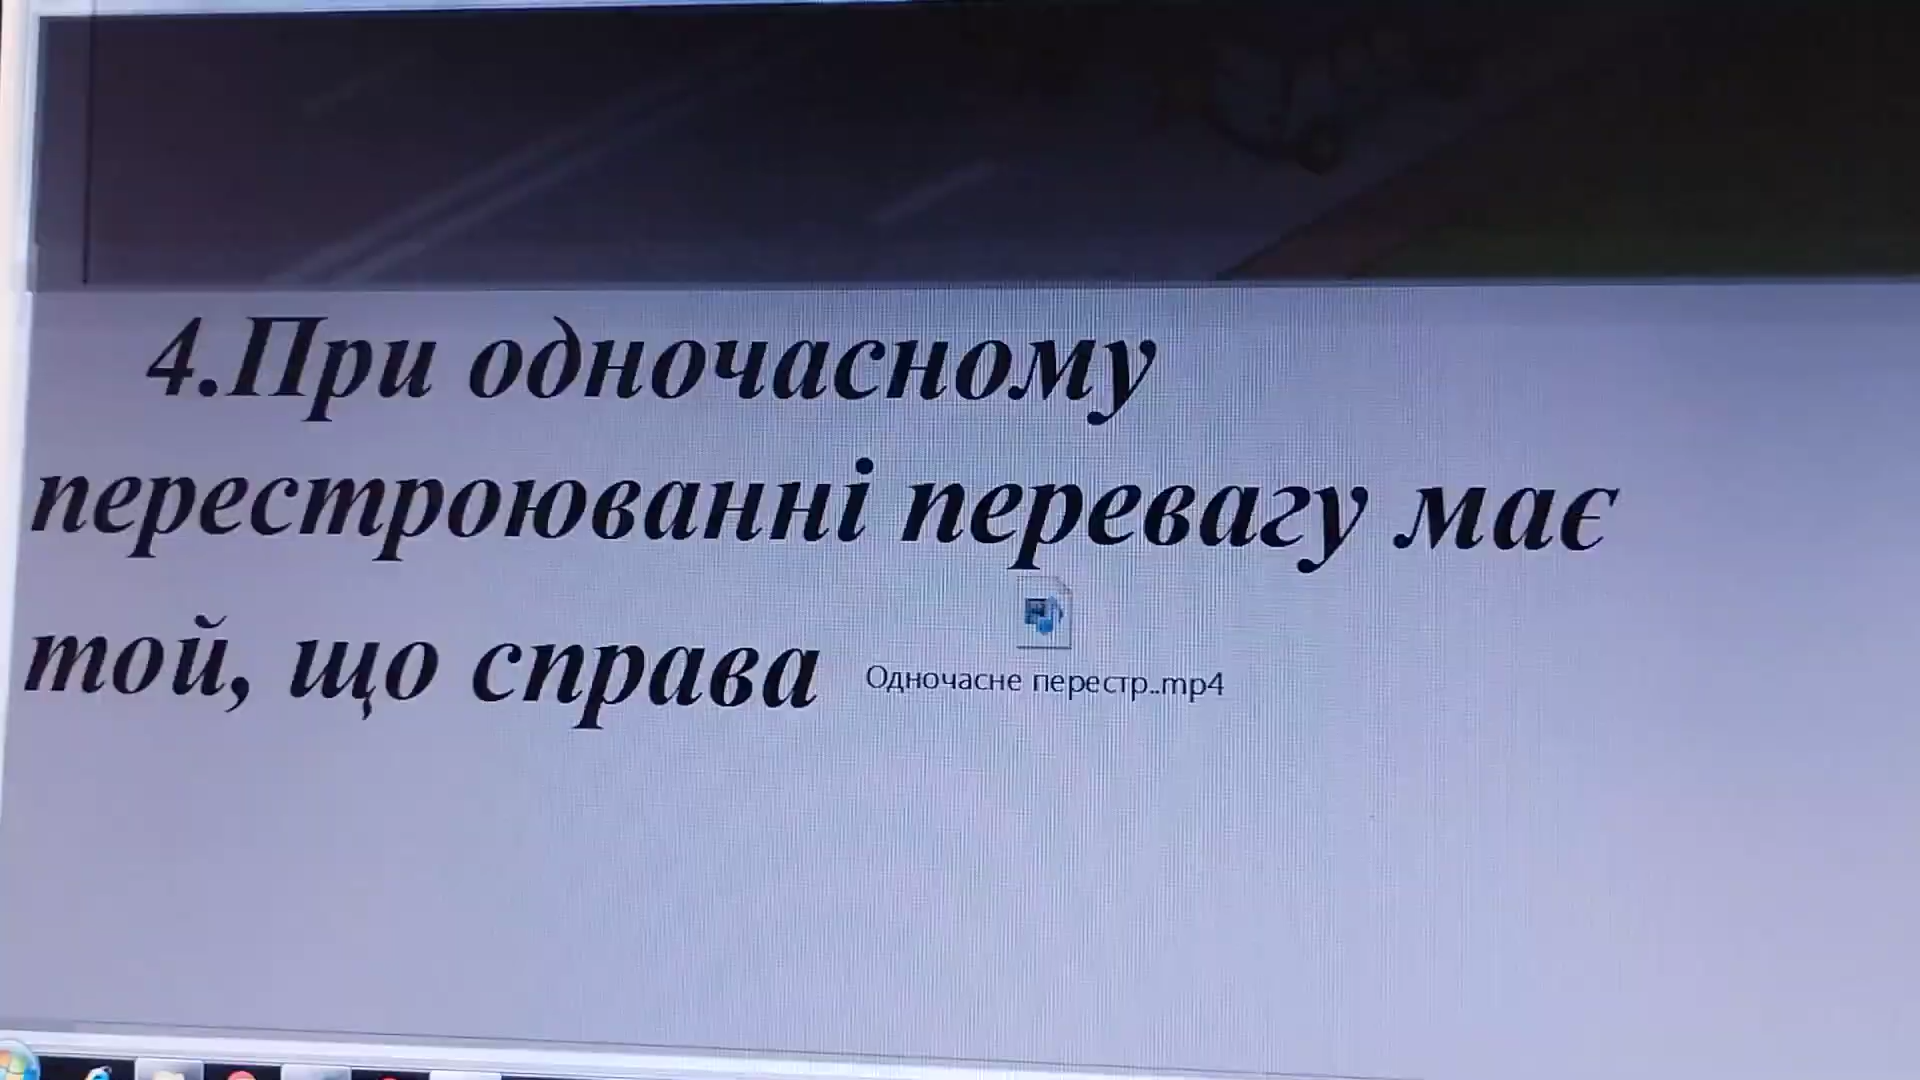 4.При одночасному
перестроюванні перевагу має
той, що справа
Одночасне перестр..mp4